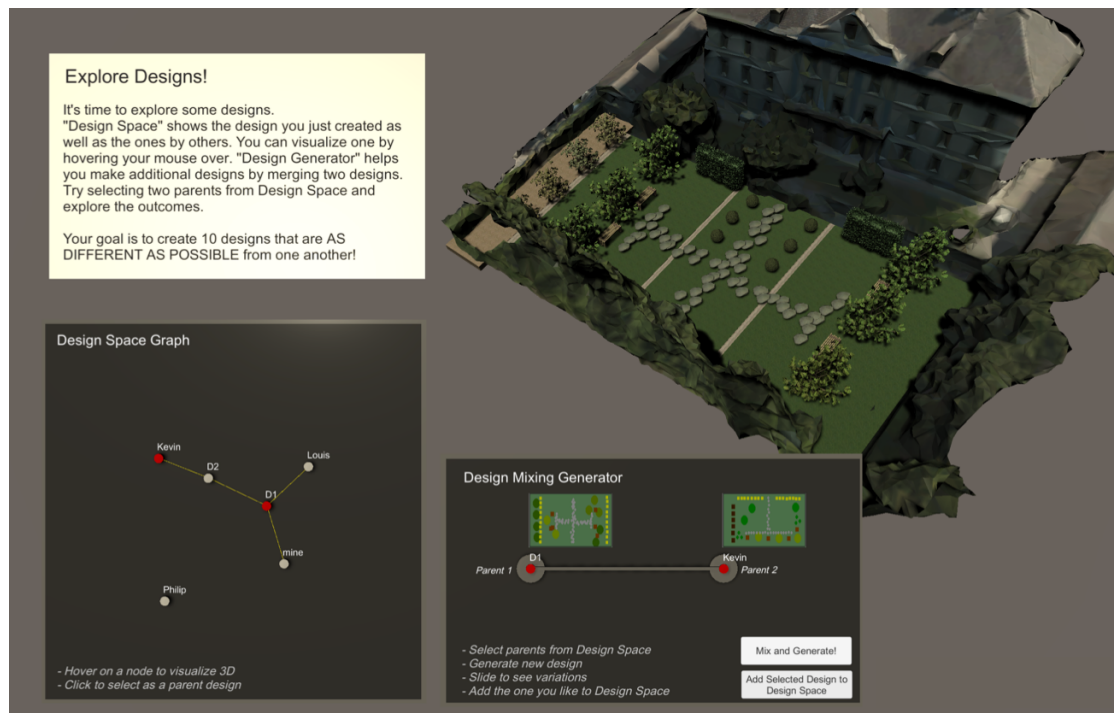 Explore Designs!
It's time to explore some designs.
"Design Space" shows the design you just created as
well as the ones by others. You can visualize one by
hovering your mouse over. "Design Generator" helps
you make additional designs by merging two designs.
Try selecting two parents from Design Space and
explore the outcomes.
Your goal is to create 10 designs that are AS
DIFFERENT AS POSSIBLE from one another!
Design Space Graph
Kevin
D2
Louis
D1
mine
Philip
- Hover on a node to visualize 3D
- Click to select as a parent design
Design Mixing Generator
D1
Kevin
Parent 1
Parent 2
- Select parents from Design Space
- Generate new design
- Slide to see variations
- Add the one you like to Design Space
Mix and Generate!
Add Selected Design to
Design Space